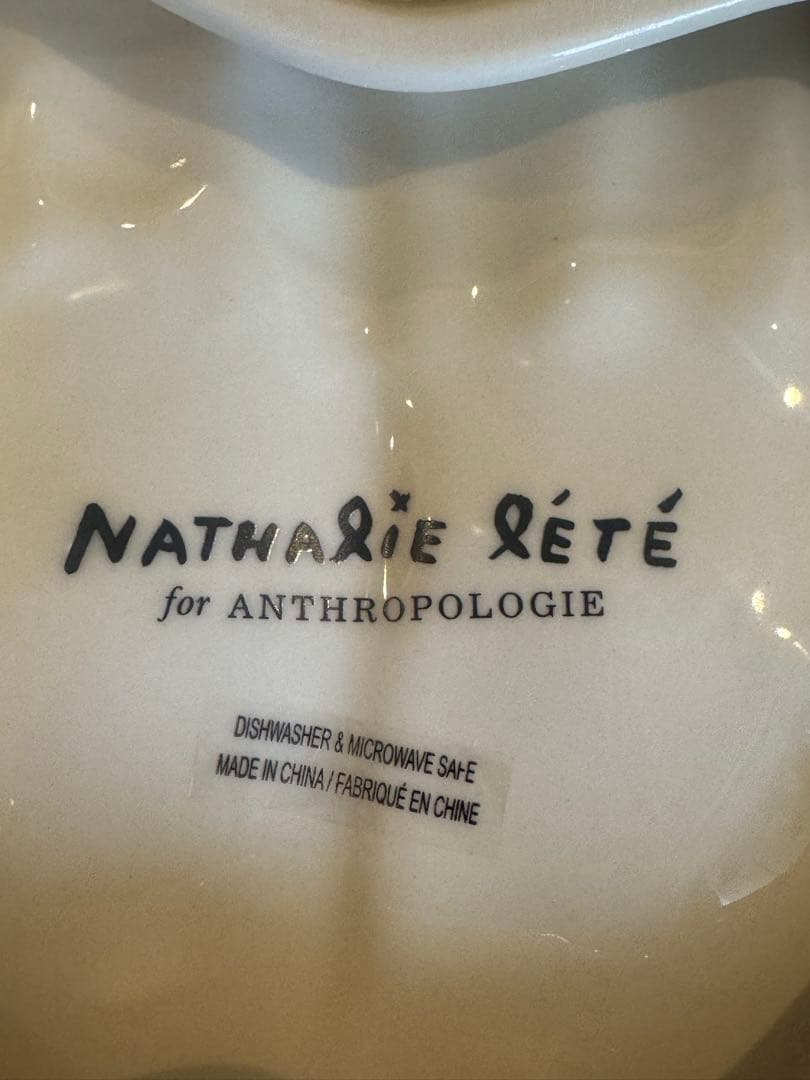 NATHALiE lÉTÉ
for ANTHROPOLOGIE
DISHWASHER & MICROWAVE SAFE
MADE IN CHINA / FABRIQUÉ EN CHINE